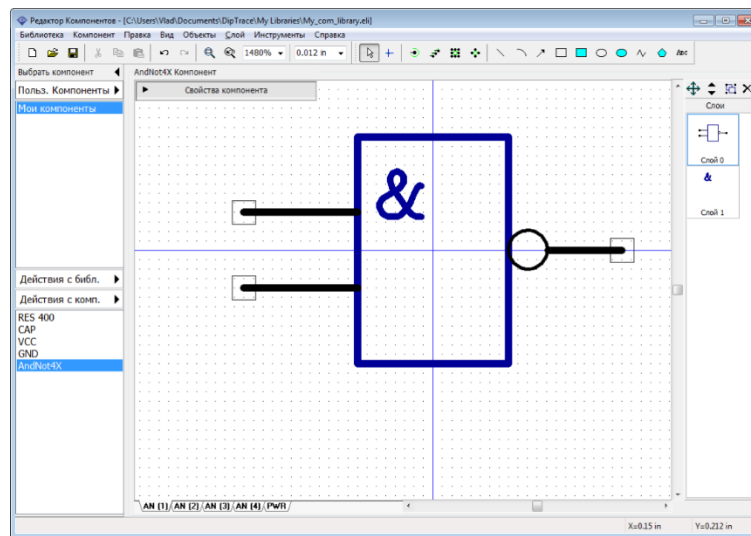 Редактор Компонентов - [C:\Users\Vlad\Documents\DipTrace\My Libraries\My_com_library.eli]
Библиотека Компонент Правка Вид Объекты Слой Инструменты Справка
1480% 0.012 in Abc
Выбрать компонент AndNot4X Компонент
Польз. Компоненты Свойства компонента
Слои
Мои компоненты
&
Слой 0
&
Слой 1
Действия с библ.
Действия с комп.
RES 400
CAP
VCC
GND
AndNot4X
AN (1) AN (2) AN (3) AN (4) PWR
X=0.15 in Y=0.212 in